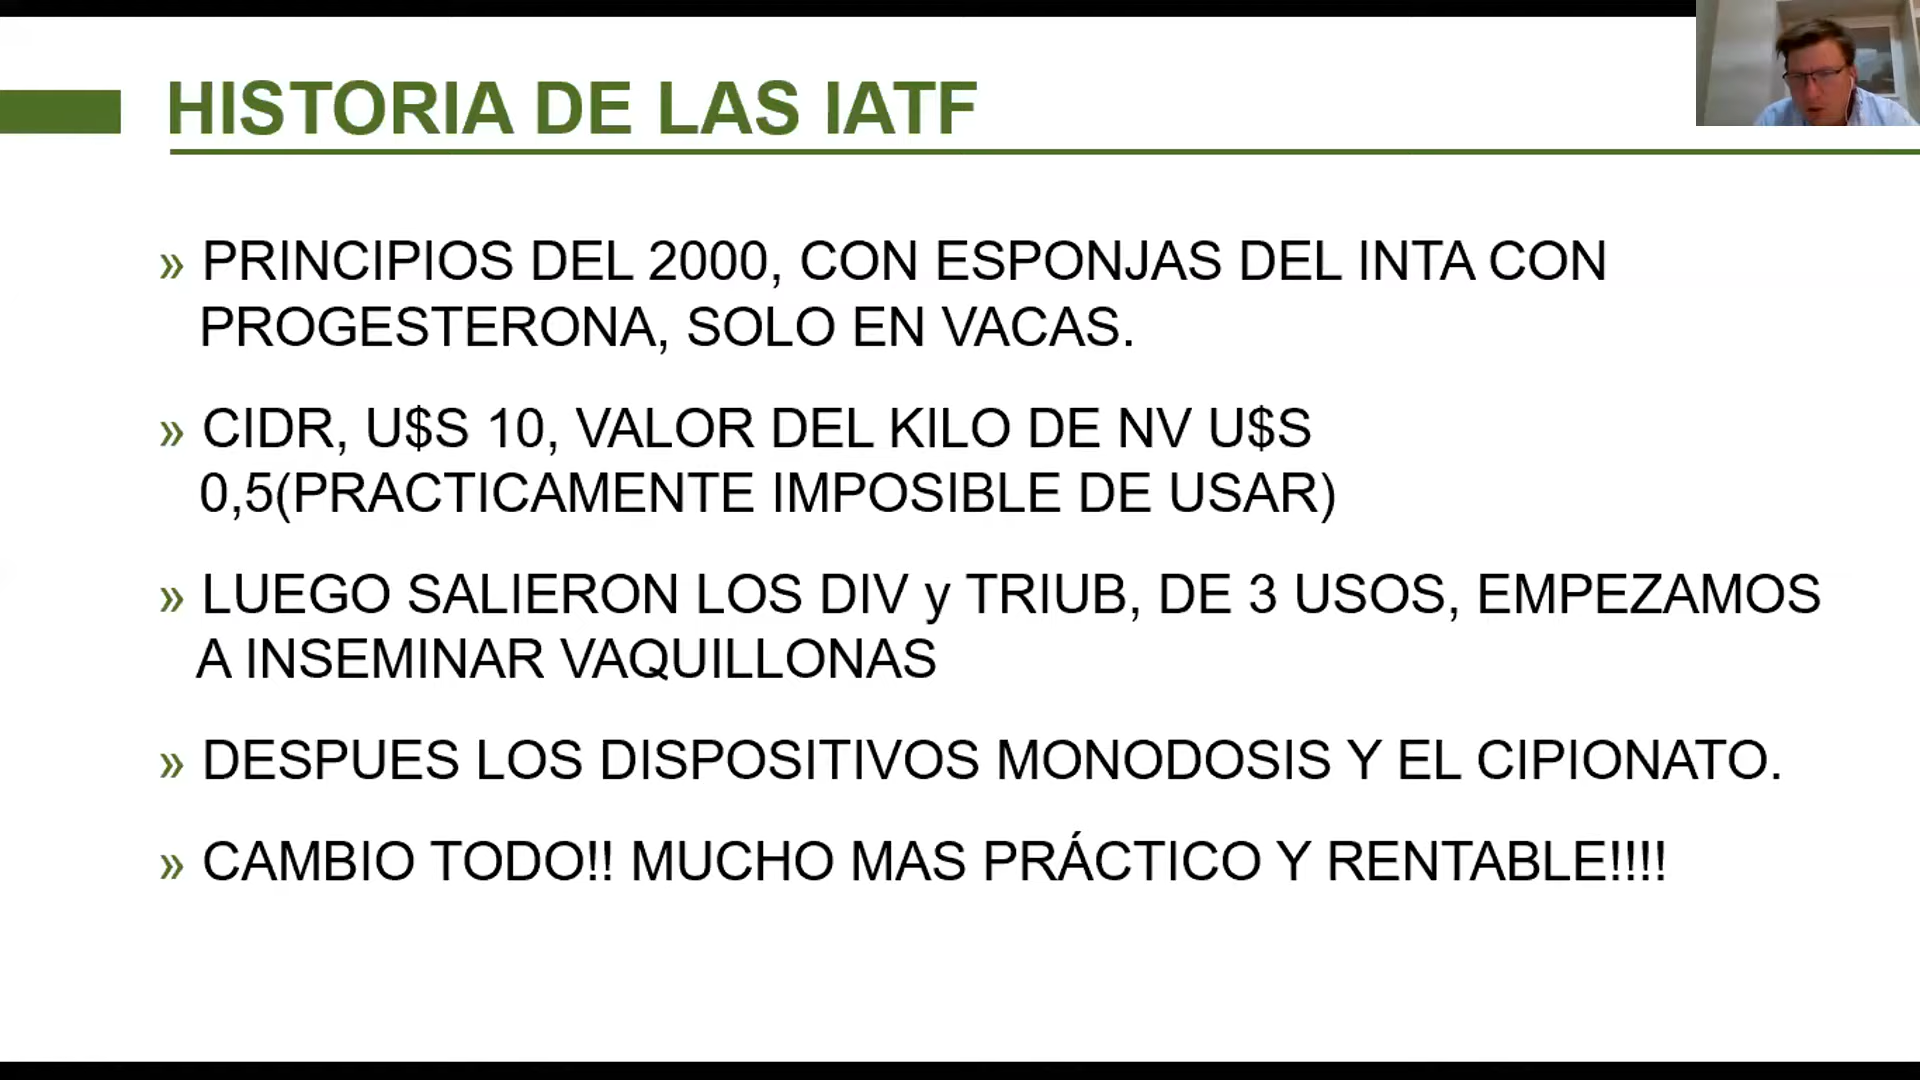 HISTORIA DE LAS IATF
» PRINCIPIOS DEL 2000, CON ESPONJAS DEL INTA CON
PROGESTERONA, SOLO EN VACAS.
» CIDR, U$S 10, VALOR DEL KILO DE NV U$S
0,5(PRACTICAMENTE IMPOSIBLE DE USAR)
» LUEGO SALIERON LOS DIV y TRIUB, DE 3 USOS, EMPEZAMOS
A INSEMINAR VAQUILLONAS
» DESPUES LOS DISPOSITIVOS MONODOSIS Y EL CIPIONATO.
» CAMBIO TODO!! MUCHO MAS PRÁCTICO Y RENTABLE!!!!